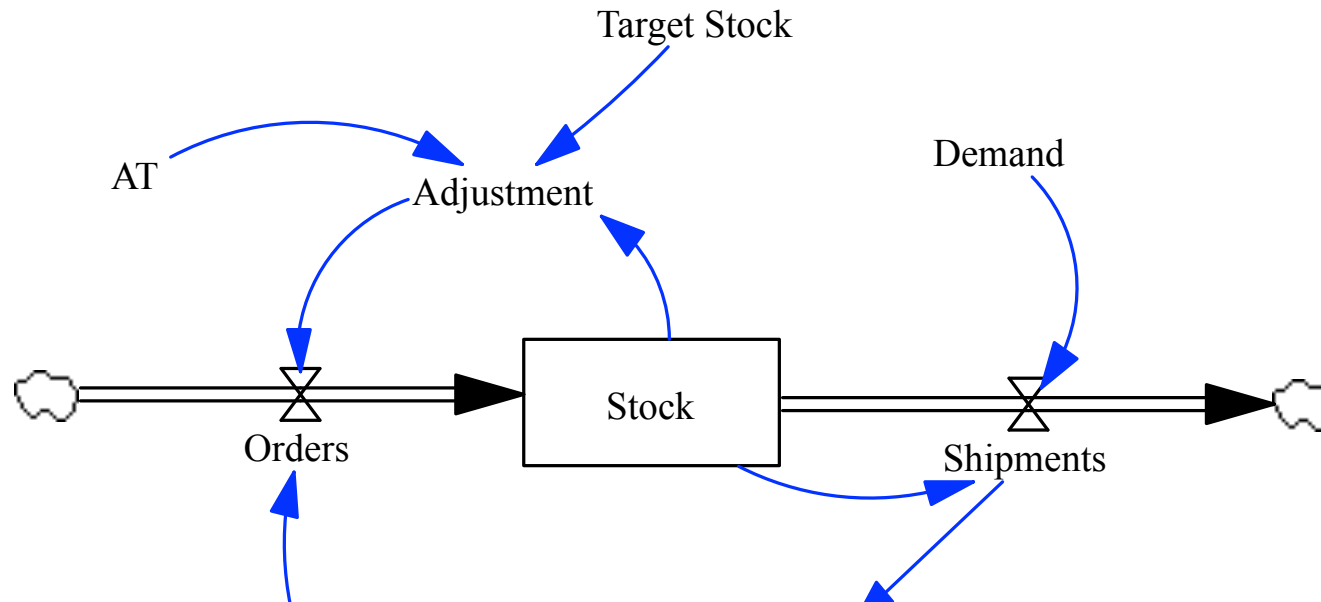 Target Stock
Demand
AT
Adjustment
Stock
Orders
Shipments